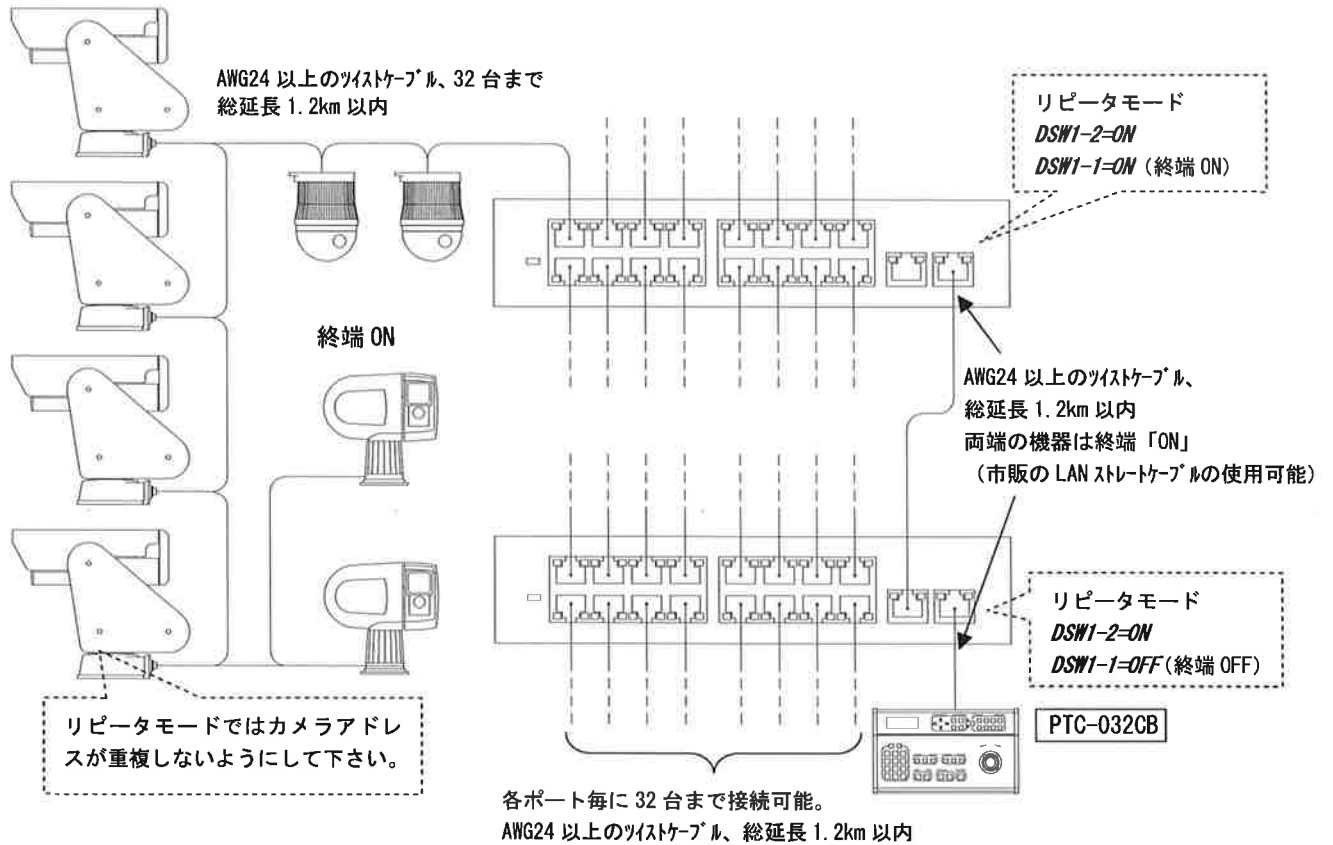 AWG24 以上のﾂｲｽﾄｹｰﾌﾞﾙ、32 台まで
総延長 1.2km 以内
リピータモード
DSW1-2=ON
DSW1-1=ON (終端 ON)
終端 ON
AWG24 以上のﾂｲｽﾄｹｰﾌﾞﾙ、
総延長 1.2km 以内
両端の機器は終端「ON」
(市販の LAN ｽﾄﾚｰﾄｹｰﾌﾞﾙの使用可能)
リピータモード
DSW1-2=ON
DSW1-1=OFF(終端 OFF)
リピータモードではカメラアドレ
スが重複しないようにして下さい。
PTC-032CB
各ポート毎に 32 台まで接続可能。
AWG24 以上のﾂｲｽﾄｹｰﾌﾞﾙ、総延長 1.2km 以内